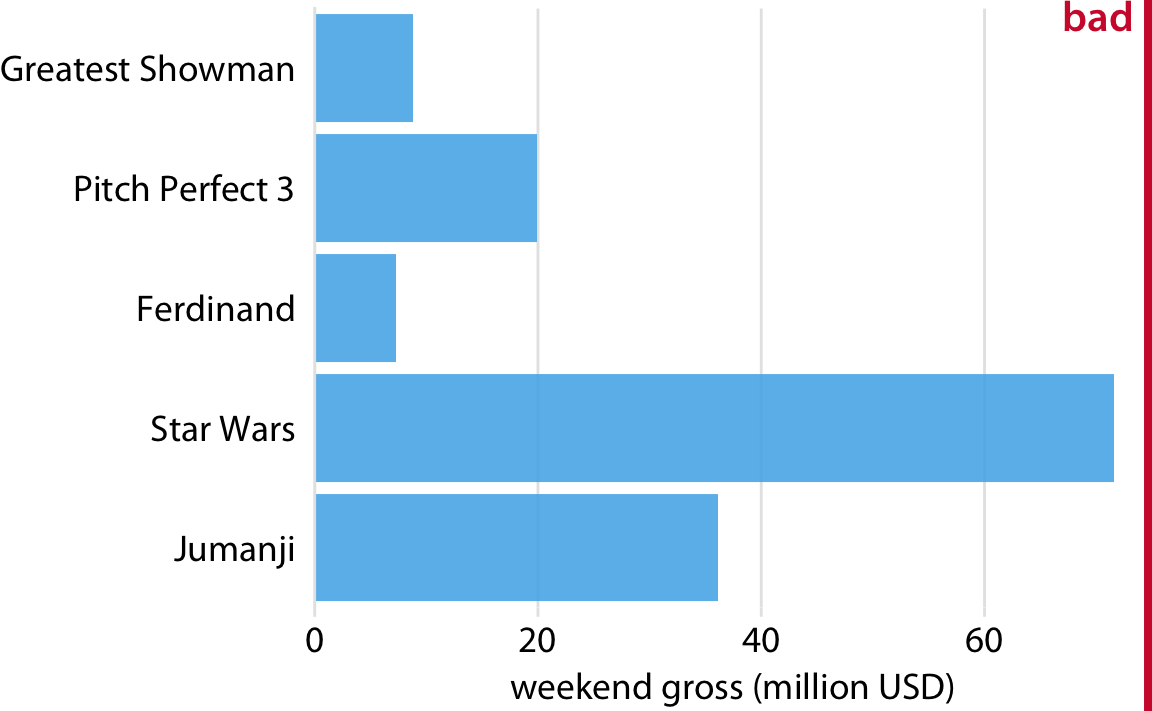 bad
Greatest Showman
Pitch Perfect 3
Ferdinand
Star Wars
Jumanji
0 20 40 60
weekend gross (million USD)